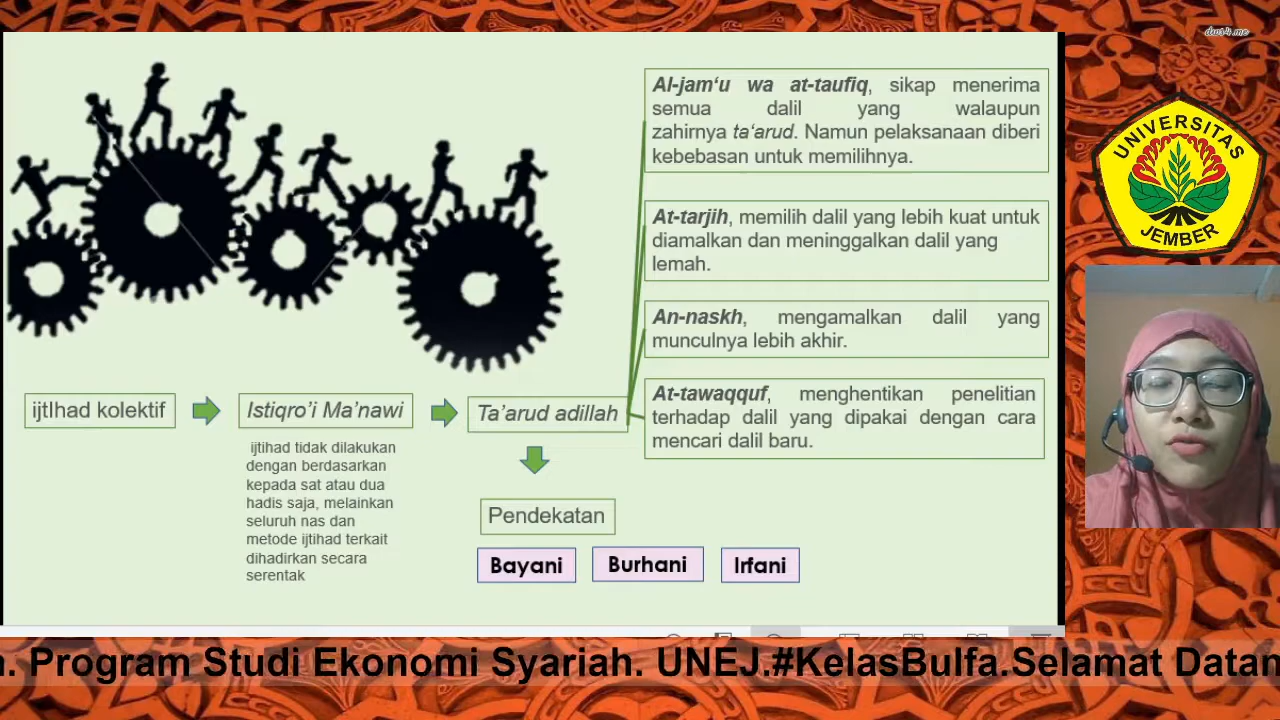 dws4.me
Al-jam‘u wa at-taufiq, sikap menerima
semua dalil yang walaupun
zahirnya ta‘arud. Namun pelaksanaan diberi
kebebasan untuk memilihnya.
At-tarjih, memilih dalil yang lebih kuat untuk
diamalkan dan meninggalkan dalil yang
lemah.
An-naskh, mengamalkan dalil yang
munculnya lebih akhir.
At-tawaqquf, menghentikan penelitian
terhadap dalil yang dipakai dengan cara
mencari dalil baru.
ijtIhad kolektif
Istiqro’i Ma’nawi
Ta’arud adillah
ijtihad tidak dilakukan
dengan berdasarkan
kepada sat atau dua
hadis saja, melainkan
seluruh nas dan
metode ijtihad terkait
dihadirkan secara
serentak
Pendekatan
Bayani
Burhani
Irfani
UNIVERSITAS
JEMBER
. Program Studi Ekonomi Syariah. UNEJ.#KelasBulfa.Selamat Datan